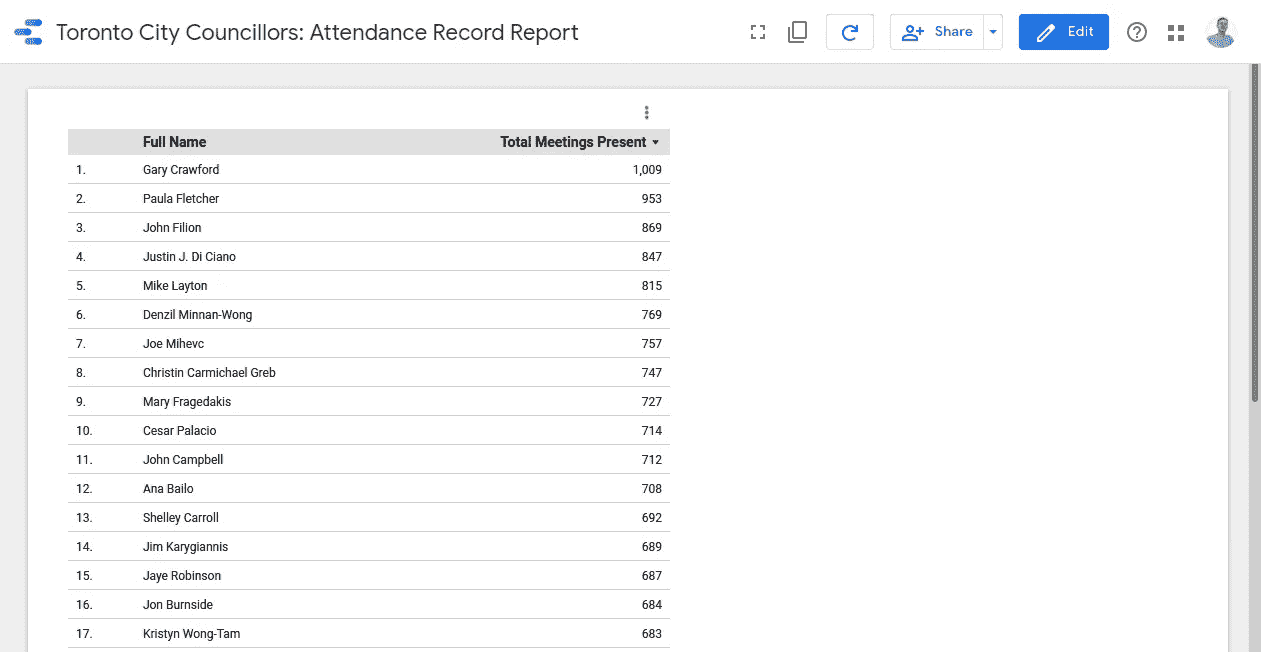 Toronto City Councillors: Attendance Record Report
Share
Edit
Full Name Total Meetings Present
1. Gary Crawford 1,009
2. Paula Fletcher 953
3. John Filion 869
4. Justin J. Di Ciano 847
5. Mike Layton 815
6. Denzil Minnan-Wong 769
7. Joe Mihevc 757
8. Christin Carmichael Greb 747
9. Mary Fragedakis 727
10. Cesar Palacio 714
11. John Campbell 712
12. Ana Bailo 708
13. Shelley Carroll 692
14. Jim Karygiannis 689
15. Jaye Robinson 687
16. Jon Burnside 684
17. Kristyn Wong-Tam 683